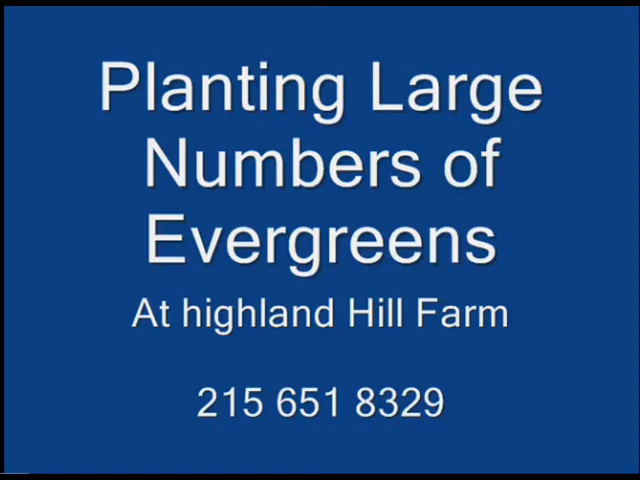 Planting Large
Numbers of
Evergreens
At highland Hill Farm
215 651 8329